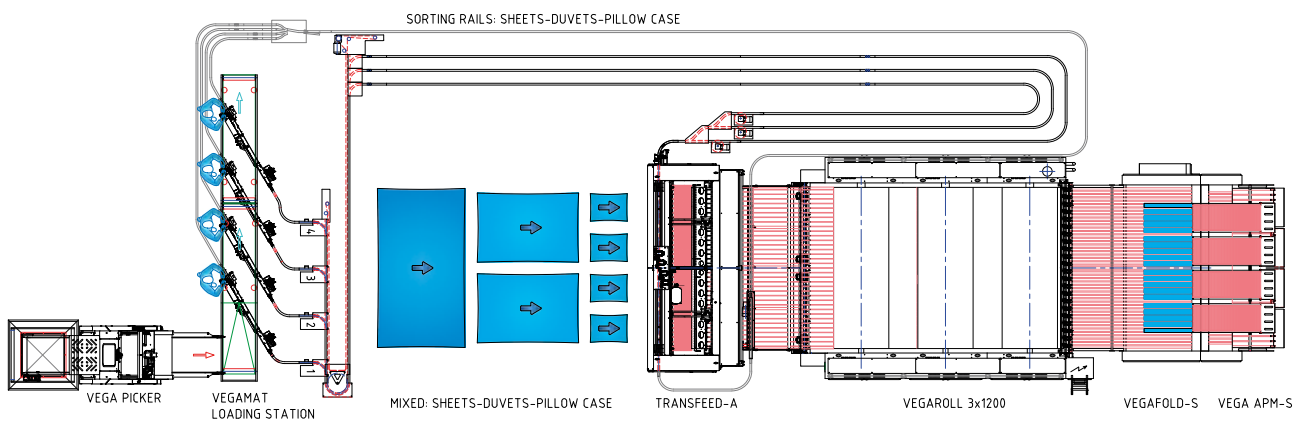 SORTING RAILS: SHEETS-DUVETS-PILLOW CASE
4
3
2
1
VEGA PICKER
VEGAMAT
LOADING STATION
MIXED: SHEETS-DUVETS-PILLOW CASE
TRANSFEED-A
VEGAROLL 3x1200
VEGAFOLD-S
VEGA APM-S